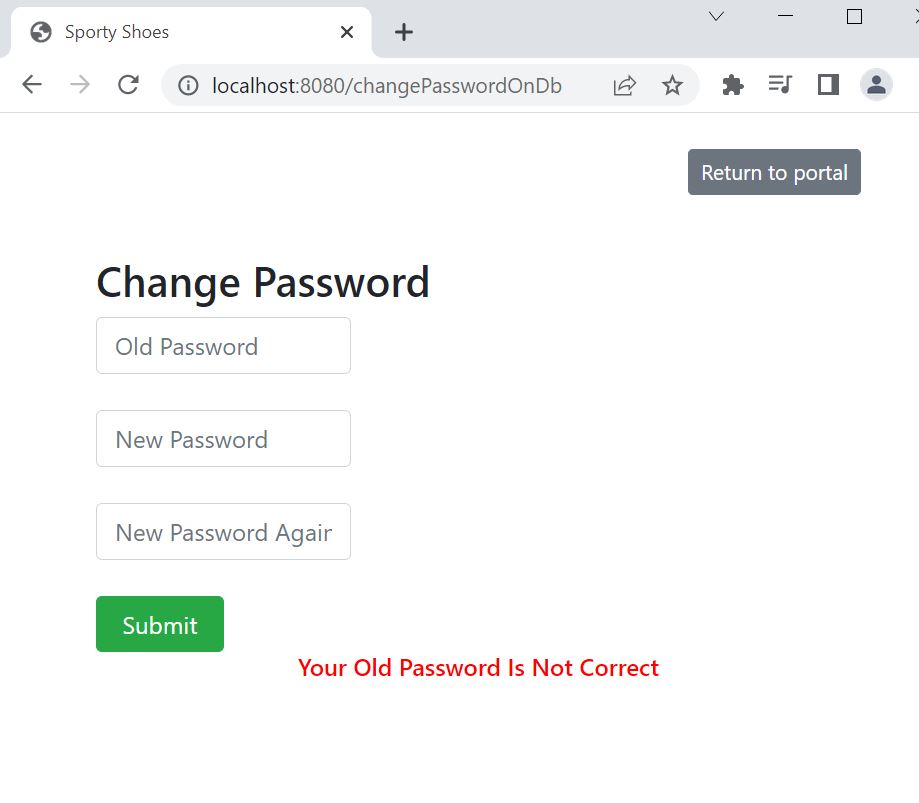 Sporty Shoes
localhost:8080/changePasswordOnDb
Return to portal
Change Password
Old Password
New Password
New Password Again
Submit
Your Old Password Is Not Correct